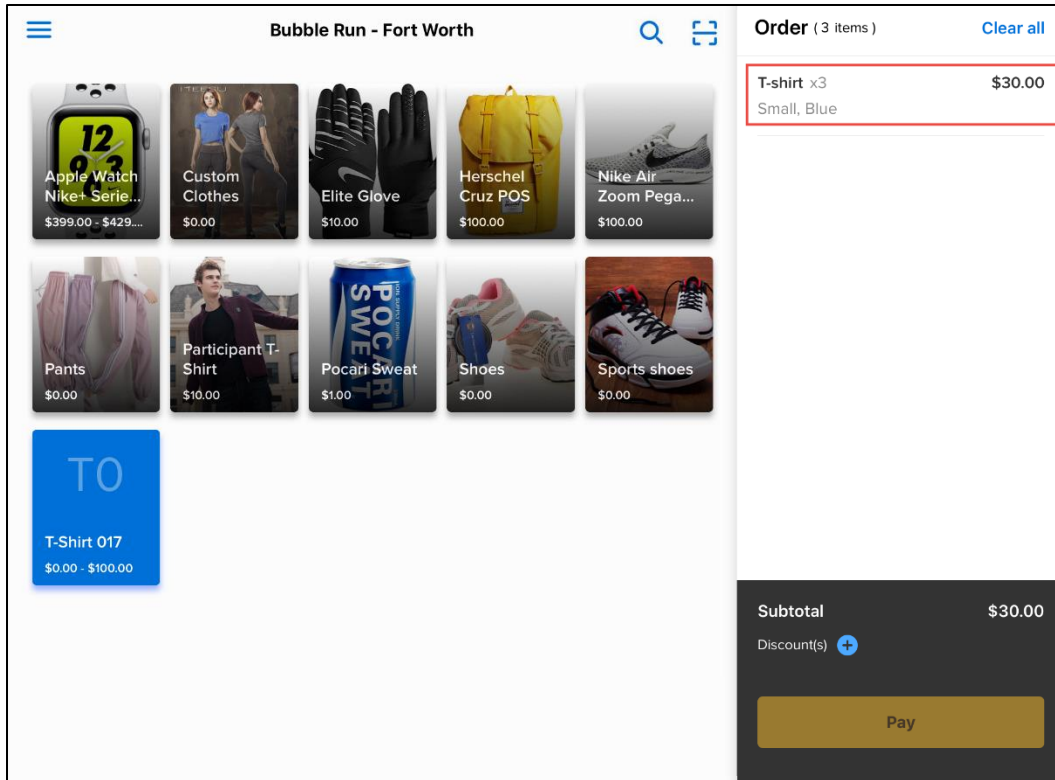 Bubble Run - Fort Worth
Apple Watch
Nike+ Serie...
$399.00 - $429....
Custom
Clothes
$0.00
Elite Glove
$10.00
Herschel
Cruz POS
$100.00
Nike Air
Zoom Pega...
$100.00
Pants
$0.00
Participant T-
Shirt
$10.00
POCARI
SWEAT
Pocari Sweat
$1.00
Shoes
$0.00
Sports shoes
$0.00
TO
T-Shirt 017
$0.00 - $100.00
Order ( 3 items ) Clear all
T-shirt x3 $30.00
Small, Blue
Subtotal $30.00
Discount(s) +
Pay